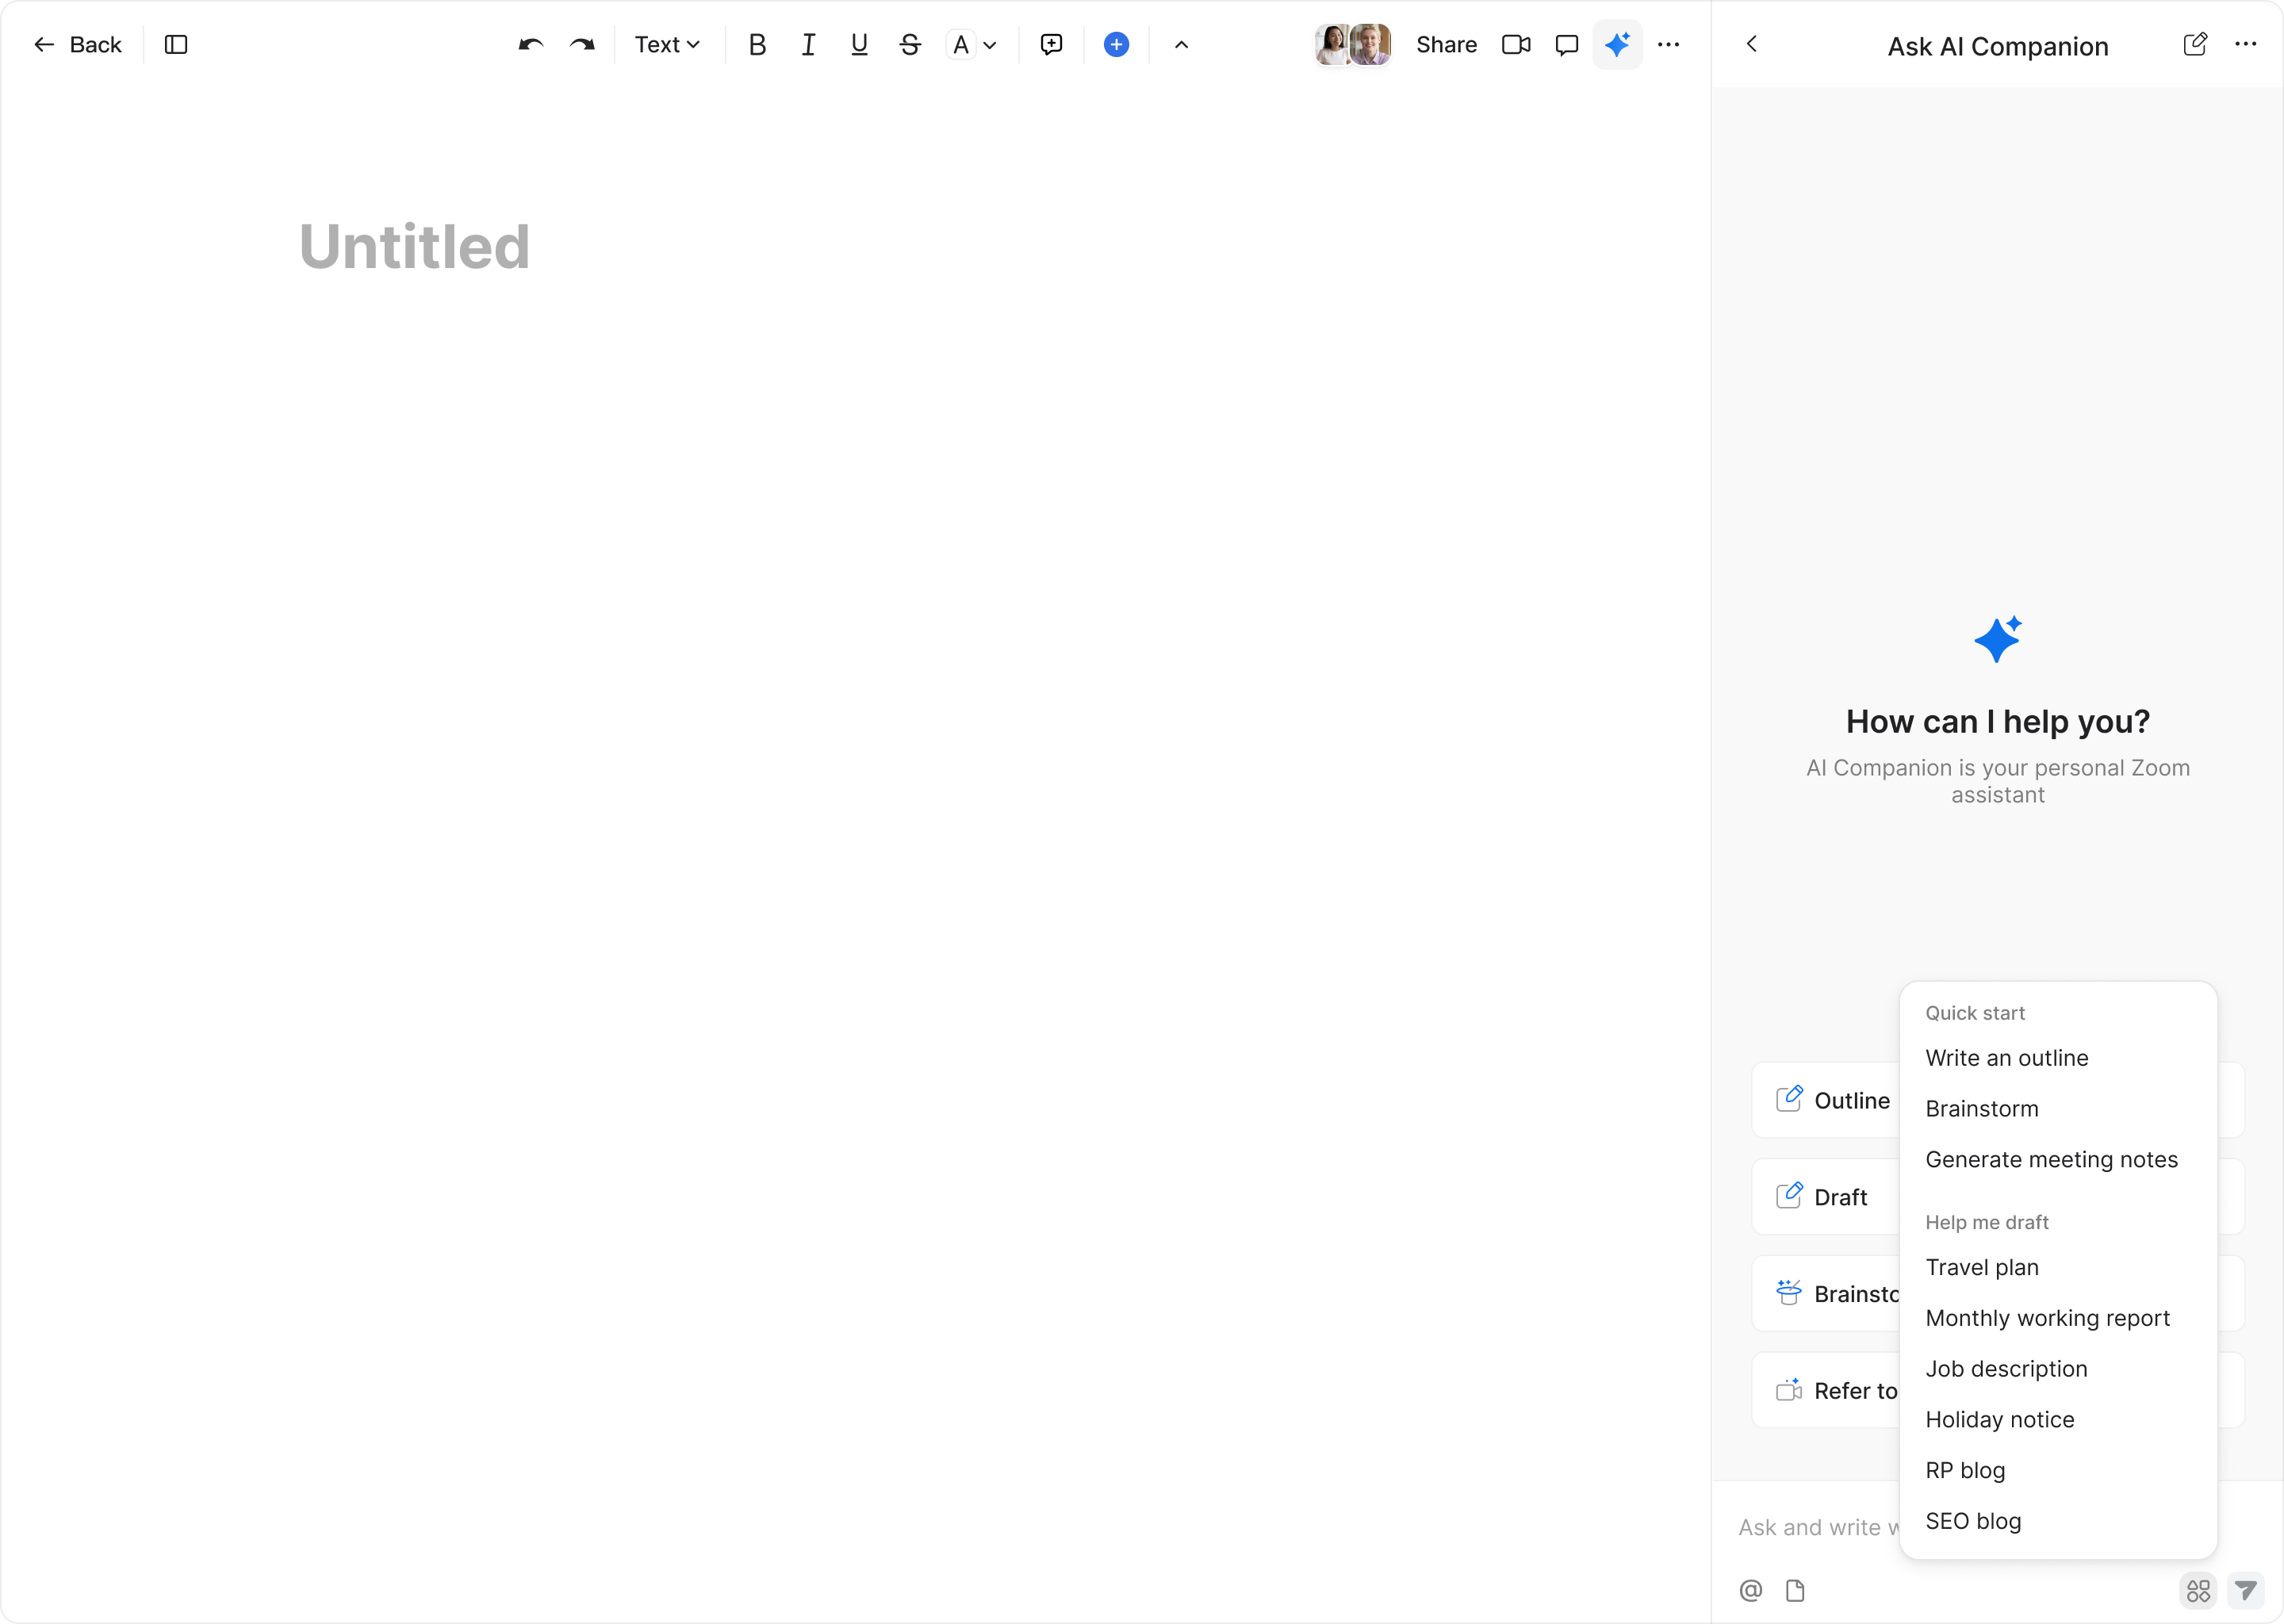 Back
Text
B I U S A
Share
Ask AI Companion
Untitled
How can I help you?
AI Companion is your personal Zoom
assistant
Outline
Draft
Brainsto
Refer to
Quick start
Write an outline
Brainstorm
Generate meeting notes
Help me draft
Travel plan
Monthly working report
Job description
Holiday notice
RP blog
SEO blog
Ask and write w
@